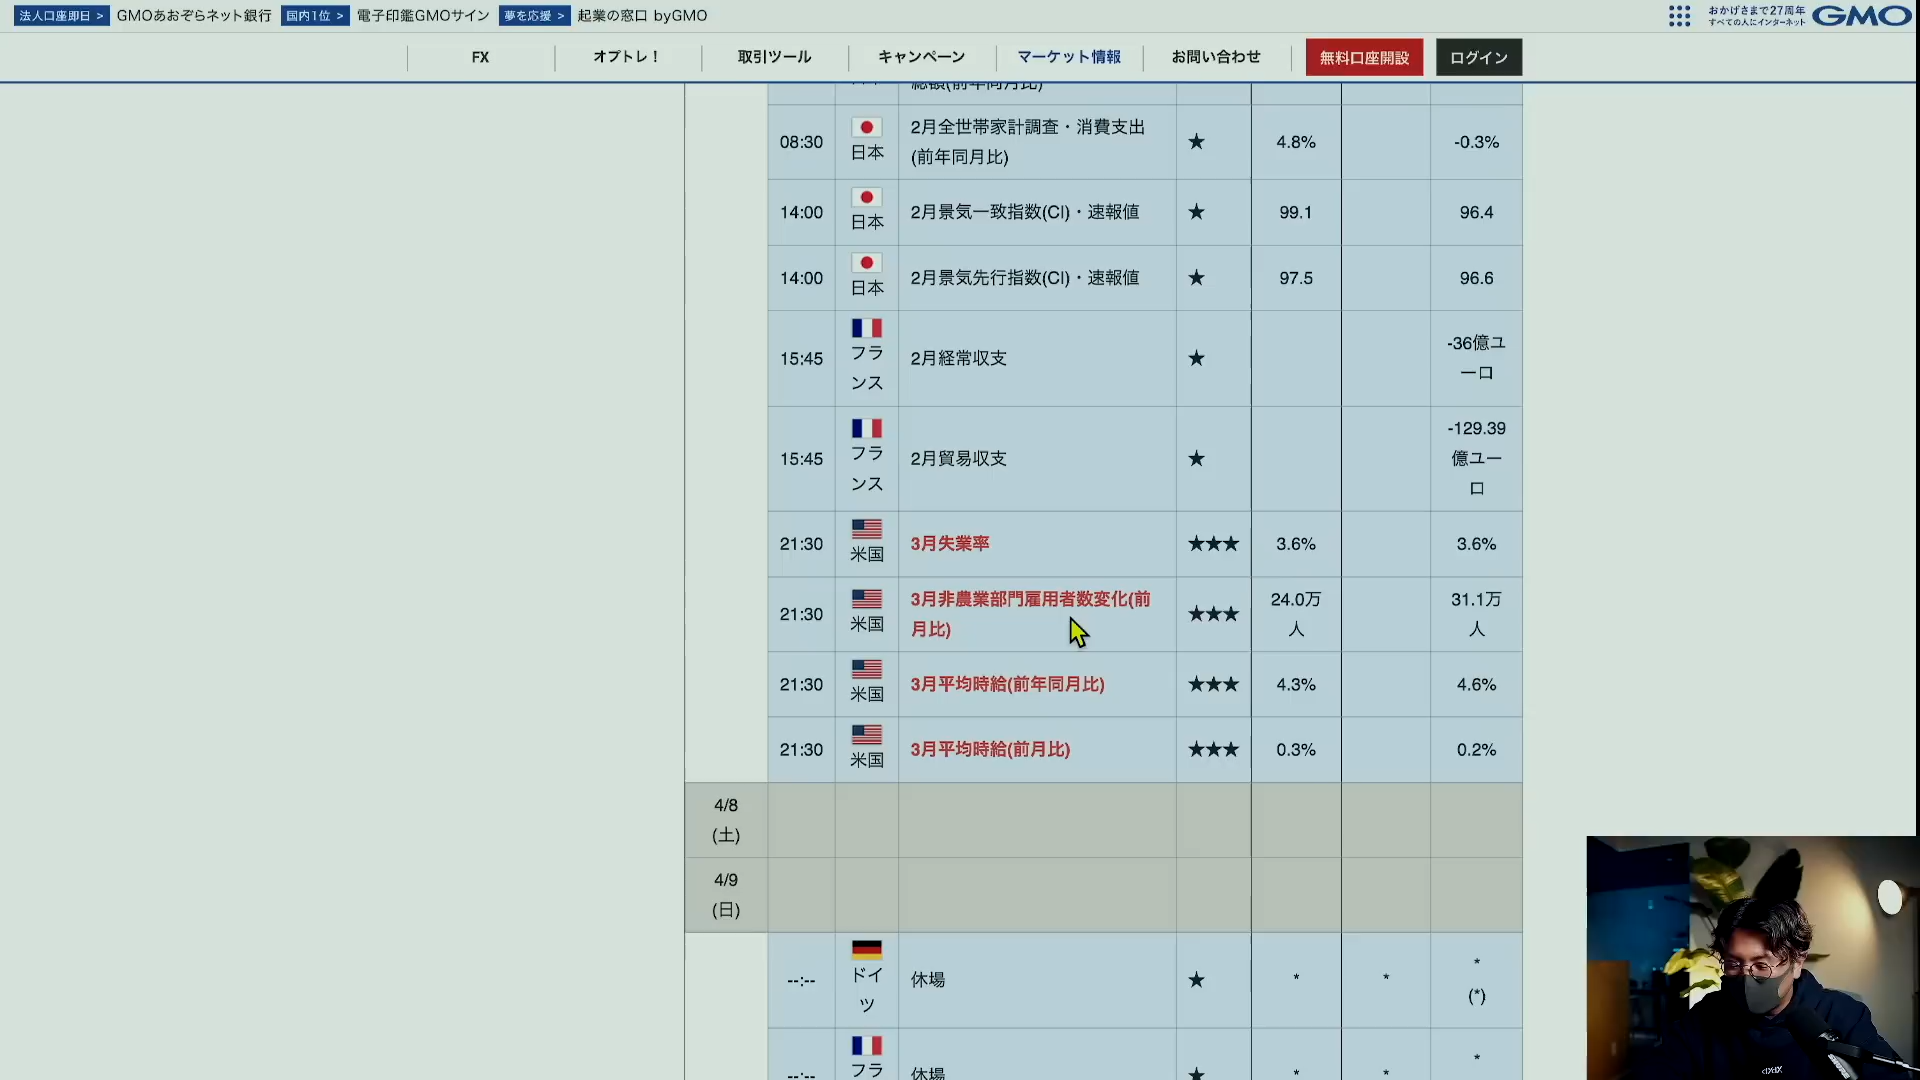 法人口座即日 > GMOあおぞらネット銀行 国内1位 > 電子印鑑GMOサイン 夢を応援 > 起業の窓口 byGMO
おかげさまで27周年
すべての人にインターネット
GMO
FX オプトレ！ 取引ツール キャンペーン マーケット情報 お問い合わせ 無料口座開設 ログイン
総額(前年同月比)
08:30 日本 2月全世帯家計調査・消費支出 ★ 4.8% -0.3%
(前年同月比)
14:00 日本 2月景気一致指数(CI)・速報値 ★ 99.1 96.4
14:00 日本 2月景気先行指数(CI)・速報値 ★ 97.5 96.6
15:45 フラ 2月経常収支 ★ -36億ユ
ンス ーロ
15:45 フラ 2月貿易収支 ★ -129.39
ンス 億ユー
ロ
21:30 米国 3月失業率 ★★★ 3.6% 3.6%
21:30 米国 3月非農業部門雇用者数変化(前 ★★★ 24.0万 31.1万
月比) 人 人
21:30 米国 3月平均時給(前年同月比) ★★★ 4.3% 4.6%
21:30 米国 3月平均時給(前月比) ★★★ 0.3% 0.2%
4/8
(土)
4/9
(日)
--:-- ドイ 休場 ★ * * *
ツ (*)
--:-- フラ 休場 ★ * * *